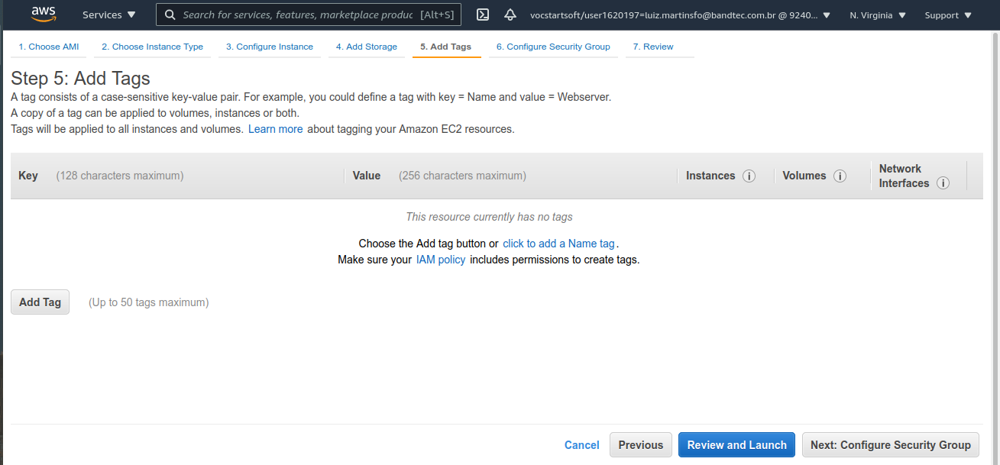 aws Services Search for services, features, marketplace produc [Alt+S] vocstartsoft/user1620197=luiz.martinsfo@bandtec.com.br @ 9240... N. Virginia Support
1. Choose AMI 2. Choose Instance Type 3. Configure Instance 4. Add Storage 5. Add Tags 6. Configure Security Group 7. Review
Step 5: Add Tags
A tag consists of a case-sensitive key-value pair. For example, you could define a tag with key = Name and value = Webserver.
A copy of a tag can be applied to volumes, instances or both.
Tags will be applied to all instances and volumes. Learn more about tagging your Amazon EC2 resources.
Key (128 characters maximum) Value (256 characters maximum) Instances i Volumes i Network Interfaces i
This resource currently has no tags
Choose the Add tag button or click to add a Name tag.
Make sure your IAM policy includes permissions to create tags.
Add Tag (Up to 50 tags maximum)
Cancel Previous Review and Launch Next: Configure Security Group